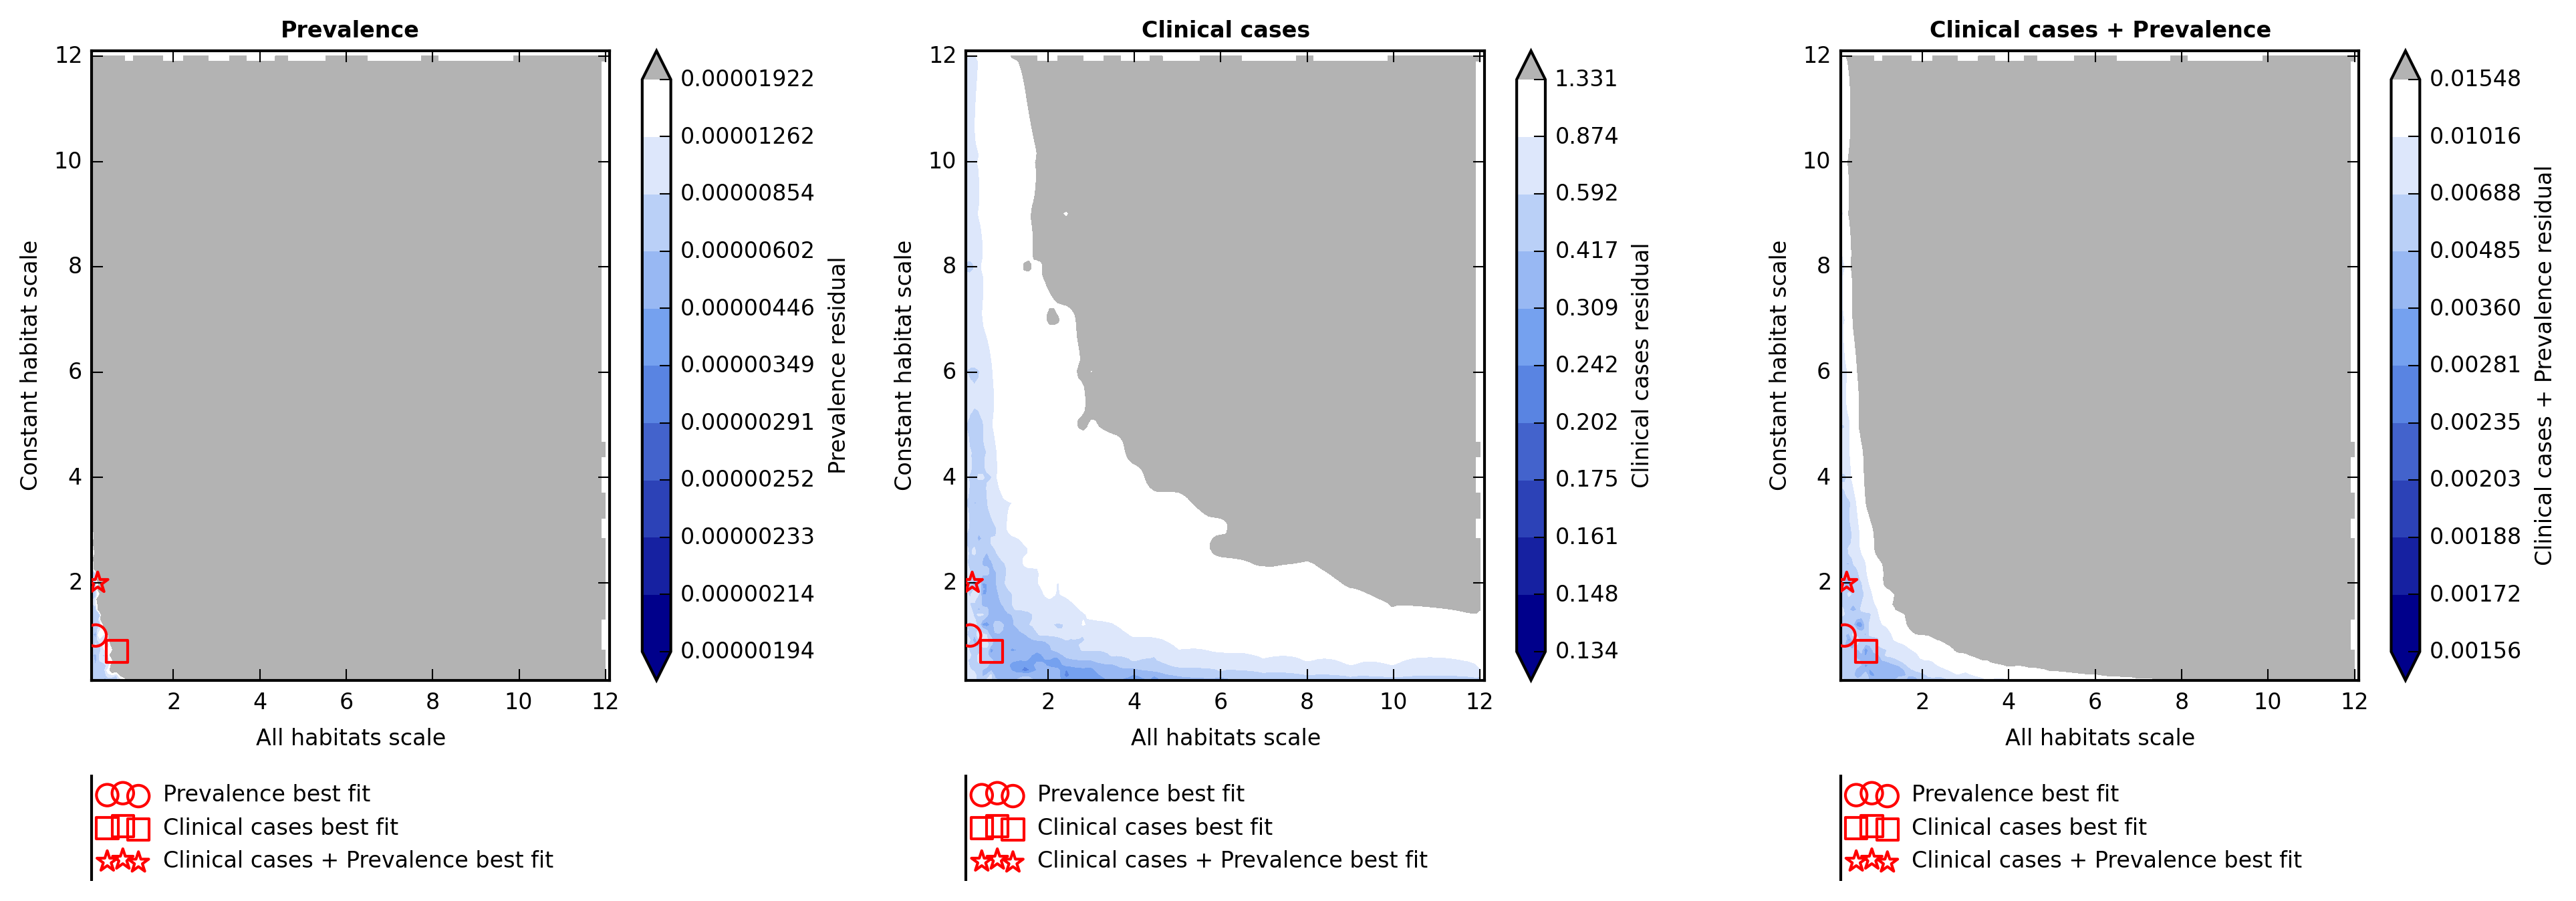 Prevalence
12
10
8
6
4
2
2 4 6 8 10 12
Constant habitat scale
All habitats scale
0.00001922
0.00001262
0.00000854
0.00000602
0.00000446
0.00000349
0.00000291
0.00000252
0.00000233
0.00000214
0.00000194
Prevalence residual
Prevalence best fit
Clinical cases best fit
Clinical cases + Prevalence best fit
Clinical cases
12
10
8
6
4
2
2 4 6 8 10 12
Constant habitat scale
All habitats scale
1.331
0.874
0.592
0.417
0.309
0.242
0.202
0.175
0.161
0.148
0.134
Clinical cases residual
Prevalence best fit
Clinical cases best fit
Clinical cases + Prevalence best fit
Clinical cases + Prevalence
12
10
8
6
4
2
2 4 6 8 10 12
Constant habitat scale
All habitats scale
0.01548
0.01016
0.00688
0.00485
0.00360
0.00281
0.00235
0.00203
0.00188
0.00172
0.00156
Clinical cases + Prevalence residual
Prevalence best fit
Clinical cases best fit
Clinical cases + Prevalence best fit